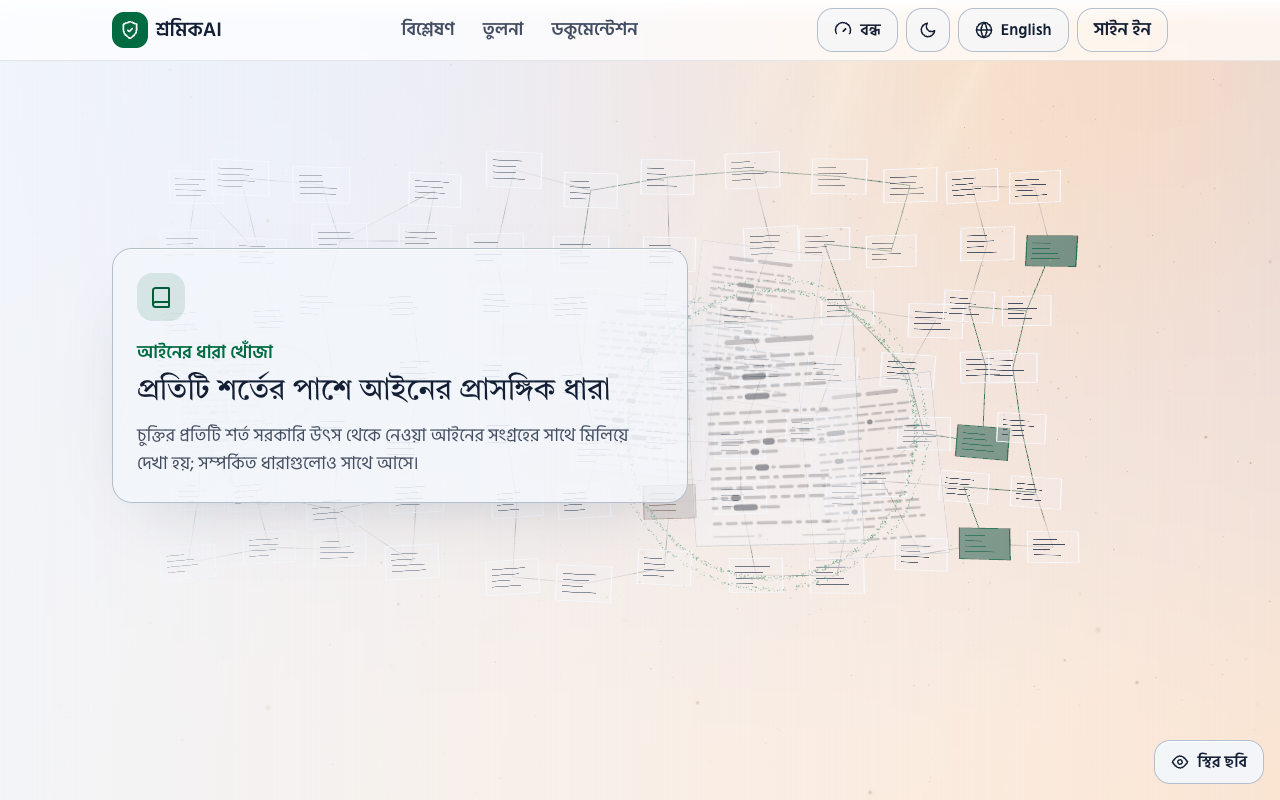 শ্রমিকAI
বিশ্লেষণ
তুলনা
ডকুমেন্টেশন
বন্ধ
English
সাইন ইন
আইনের ধারা খোঁজা
প্রতিটি শর্তের পাশে আইনের প্রাসঙ্গিক ধারা
চুক্তির প্রতিটি শর্ত সরকারি উৎস থেকে নেওয়া আইনের সংগ্রহের সাথে মিলিয়ে
দেখা হয়; সম্পর্কিত ধারাগুলোও সাথে আসে।
স্থির ছবি